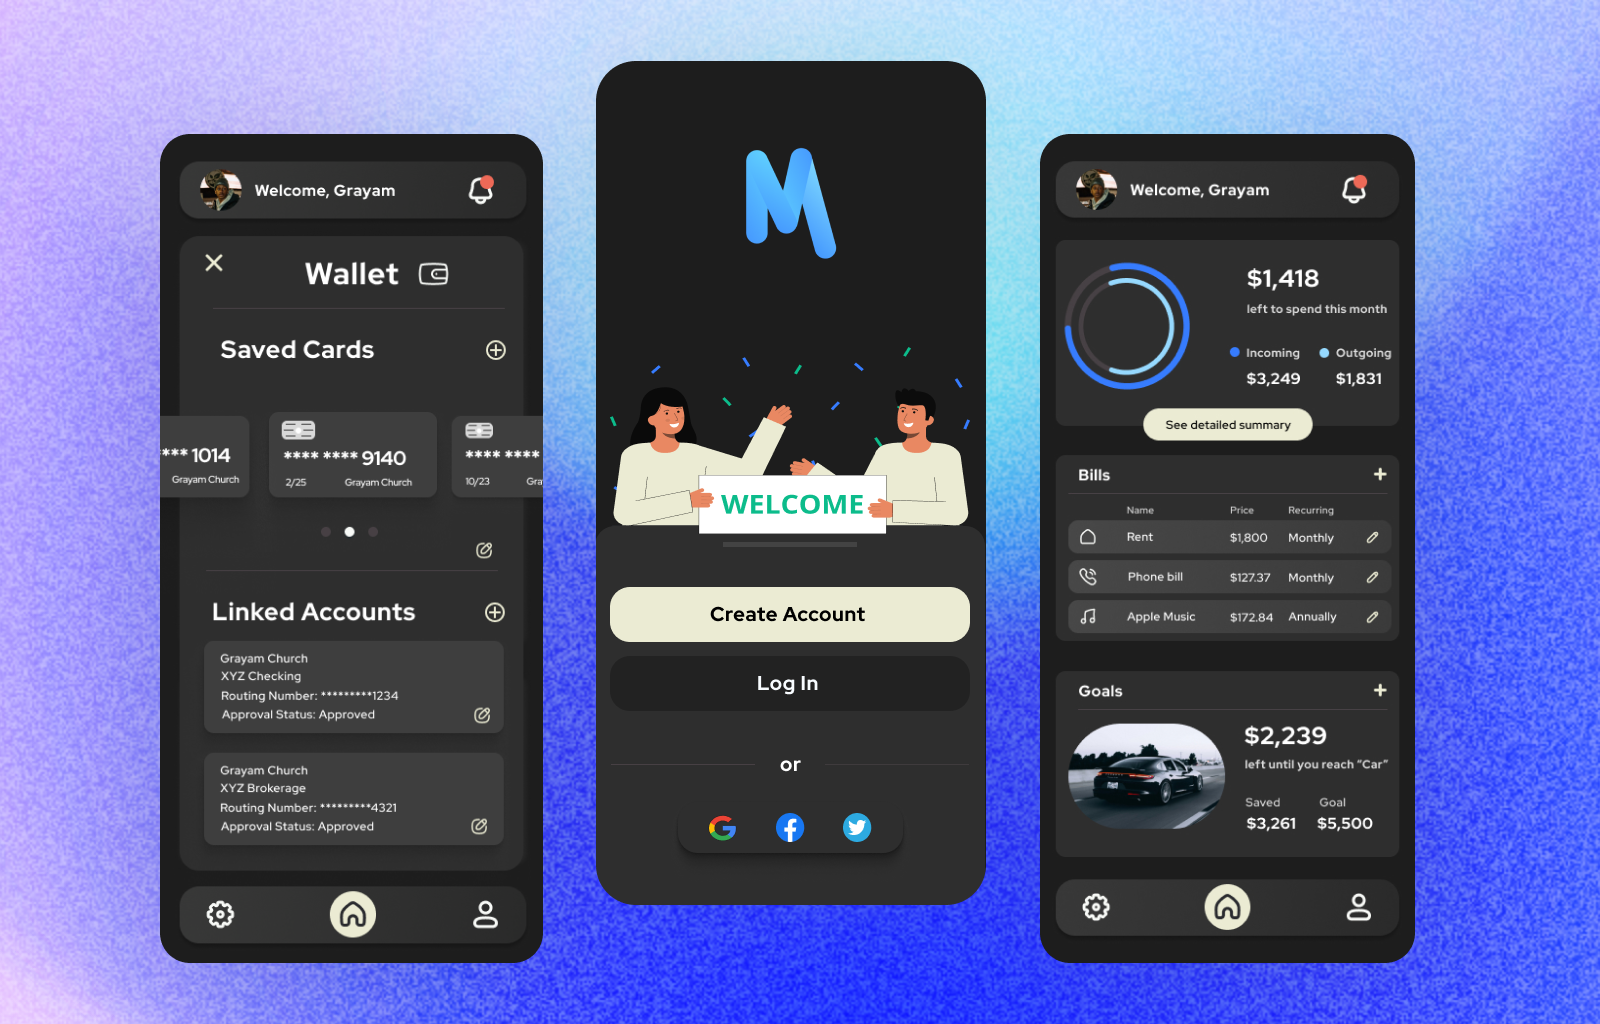 Welcome, Grayam
Wallet
Saved Cards
*** 1014
Grayam Church
**** **** 9140
2/25 Grayam Church
**** ****
10/23 Gra
Linked Accounts
Grayam Church
XYZ Checking
Routing Number: *********1234
Approval Status: Approved
Grayam Church
XYZ Brokerage
Routing Number: *********4321
Approval Status: Approved
M
WELCOME
Create Account
Log In
or
Welcome, Grayam
$1,418
left to spend this month
Incoming Outgoing
$3,249 $1,831
See detailed summary
Bills
Name Price Recurring
Rent $1,800 Monthly
Phone bill $127.37 Monthly
Apple Music $172.84 Annually
Goals
$2,239
left until you reach “Car”
Saved Goal
$3,261 $5,500